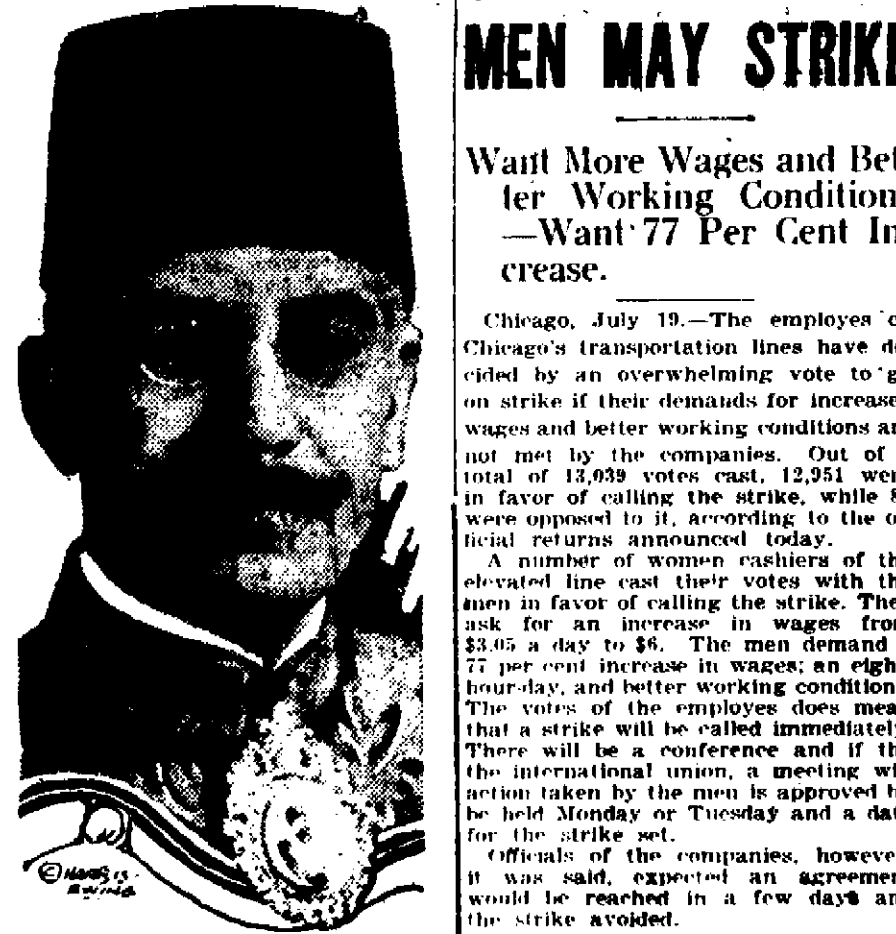 MEN MAY STRIKE
Want More Wages and Bet
ter Working Condition
—Want 77 Per Cent In
crease.
Chicago, July 19.—The employes o
Chicago's transportation lines have de
cided by an overwhelming vote to g
on strike if their demands for increase
wages and better working conditions ar
not met by the companies. Out of
total of 13,039 votes cast, 12,951 wer
in favor of calling the strike, while 8
were opposed to it, according to the o
ficial returns announced today.
A number of women cashiers of th
elevated line cast their votes with th
men in favor of calling the strike. The
ask for an increase in wages from
$3.05 a day to $6. The men demand
77 per cent increase in wages; an eigh
hour-day, and better working condition
The votes of the employes does mea
that a strike will be called immediately
There will be a conference and if th
the international union, a meeting wi
action taken by the men is approved b
be held Monday or Tuesday and a dat
for the strike set.
Officials of the companies, howeve
it was said, expected an agreemen
would be reached in a few days an
the strike avoided.
© HARRIS
EWING